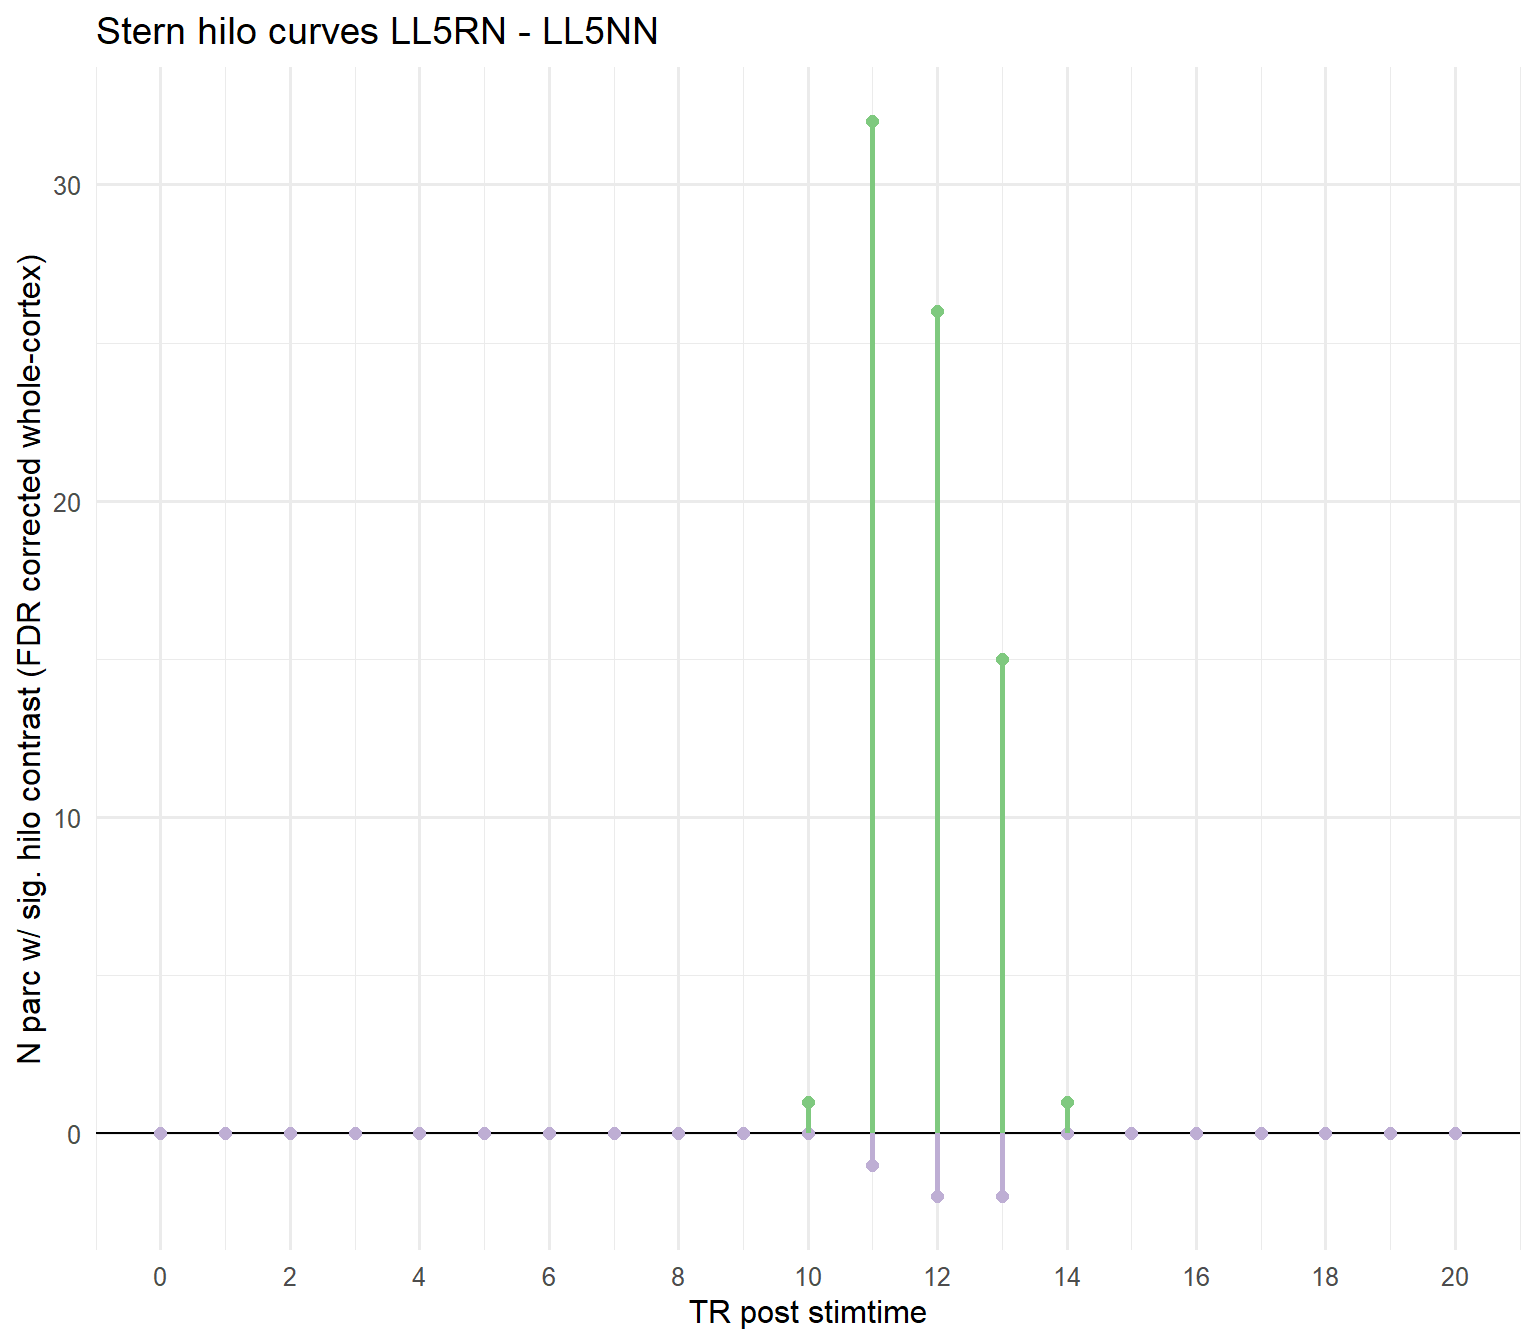 Stern hilo curves LL5RN - LL5NN
N parc w/ sig. hilo contrast (FDR corrected whole-cortex)
30
20
10
0
0 2 4 6 8 10 12 14 16 18 20
TR post stimtime